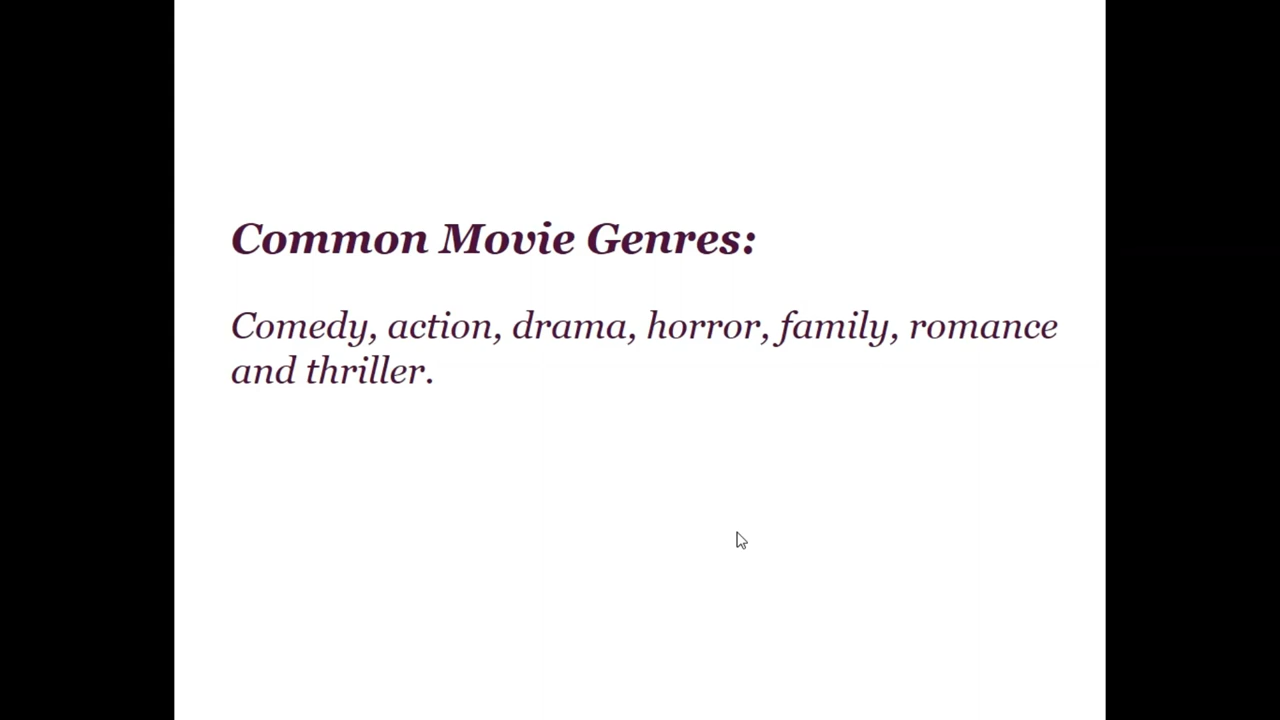 Common Movie Genres:
Comedy, action, drama, horror, family, romance
and thriller.